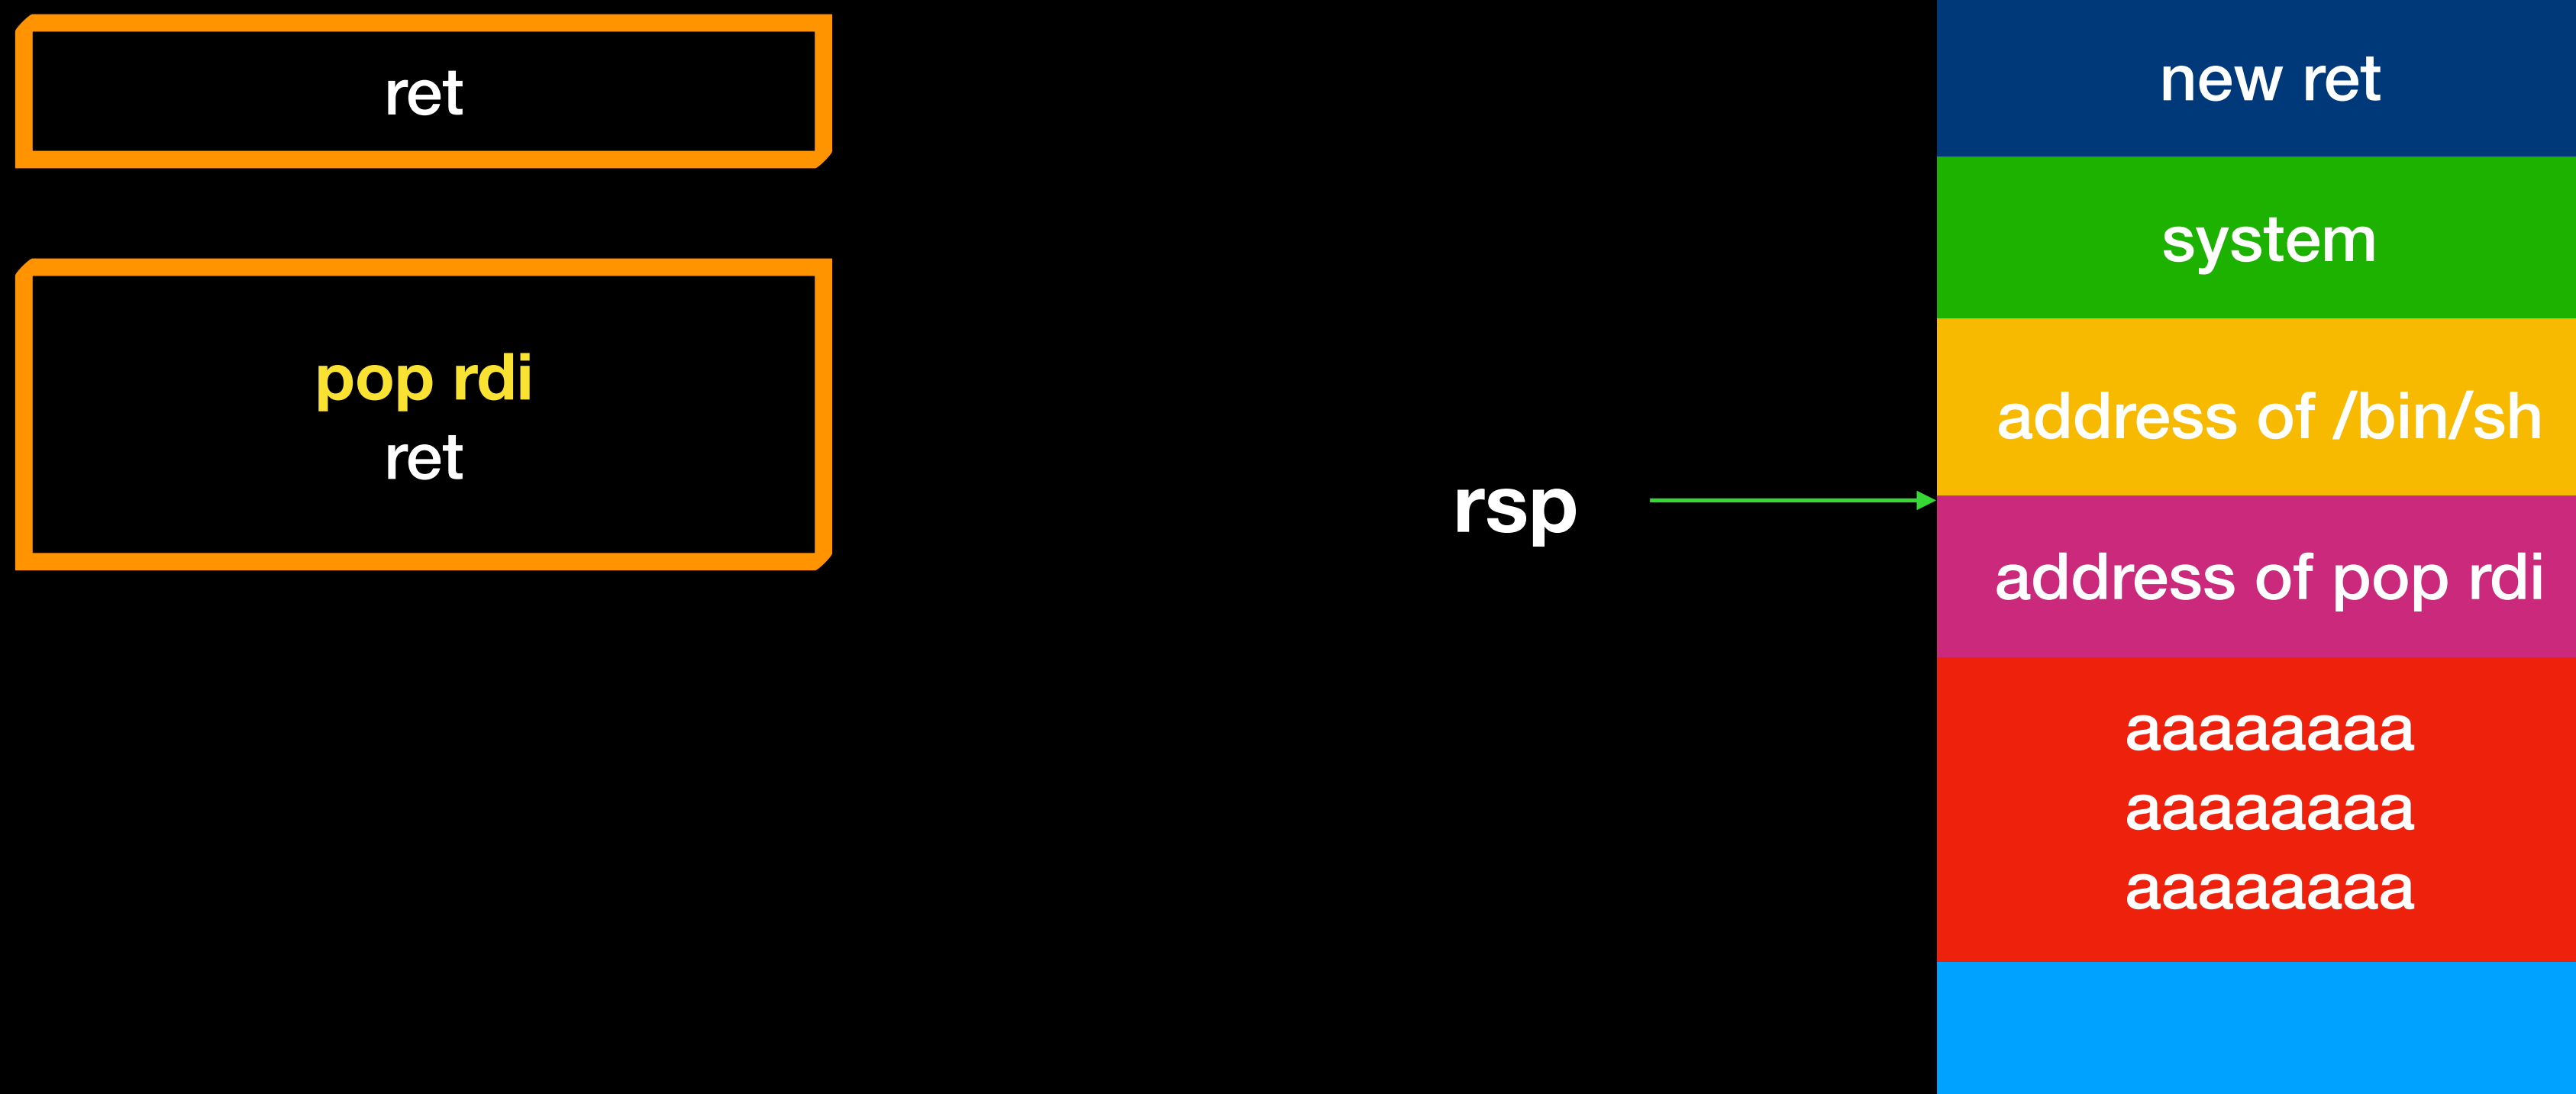 ret
pop rdi
ret
rsp
new ret
system
address of /bin/sh
address of pop rdi
aaaaaaaa
aaaaaaaa
aaaaaaaa